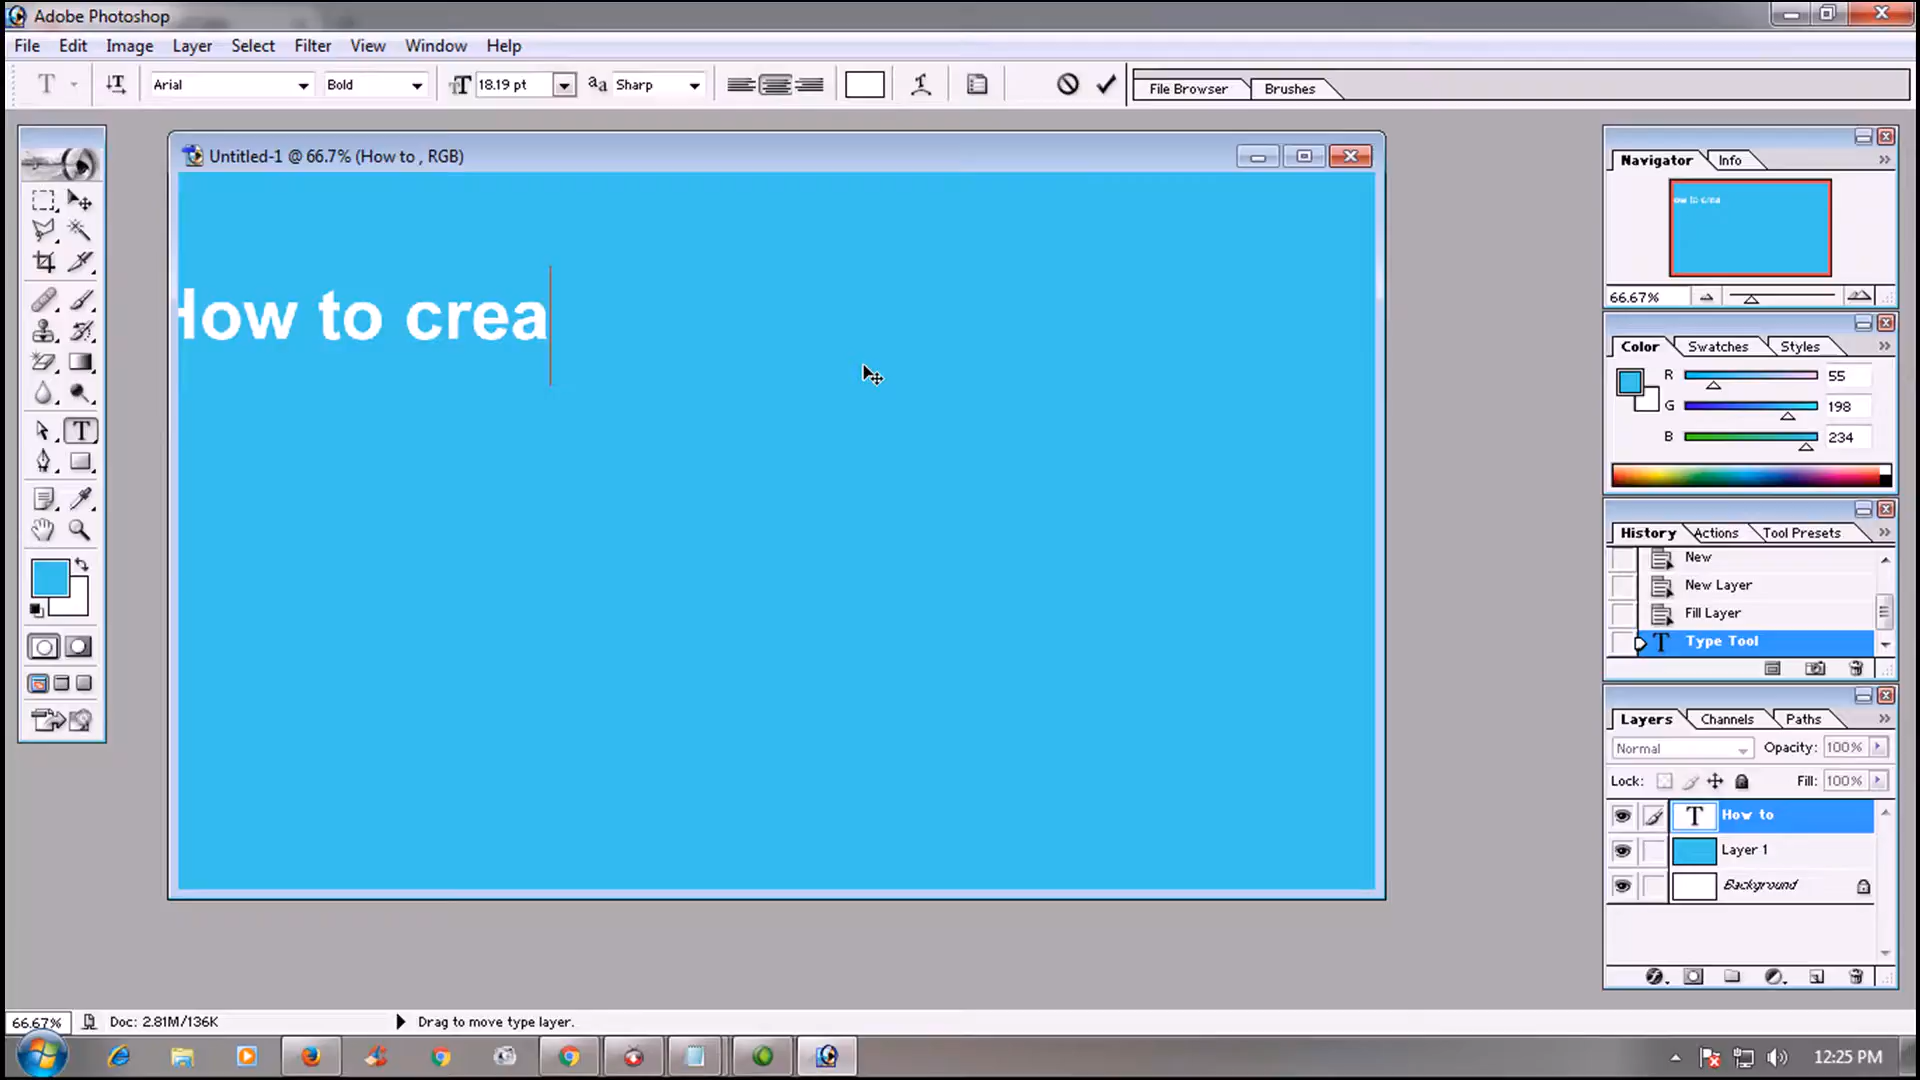 Adobe Photoshop
File Edit Image Layer Select Filter View Window Help
T T Arial Bold T 18.19 pt aa Sharp File Browser Brushes
Untitled-1 @ 66.7% (How to , RGB)
How to crea
T
Navigator Info
ow to crea
66.67%
Color Swatches Styles
R 55
G 198
B 234
History Actions Tool Presets
New
New Layer
Fill Layer
T Type Tool
Layers Channels Paths
Normal Opacity: 100%
Lock: Fill: 100%
T How to
Layer 1
Background
66.67% Doc: 2.81M/136K Drag to move type layer.
12:25 PM